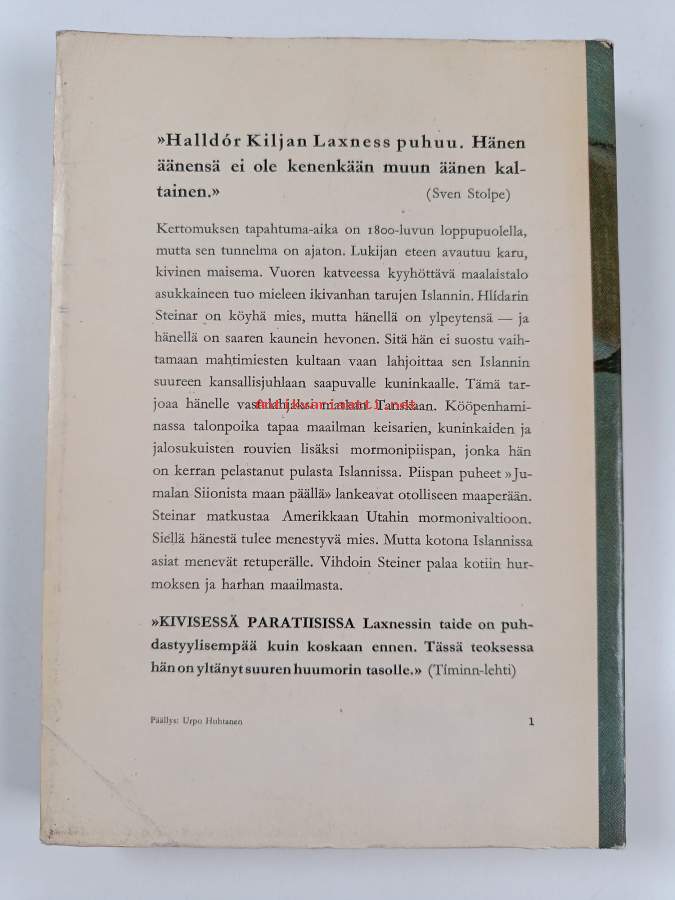 »Halldór Kiljan Laxness puhuu. Hänen
äänensä ei ole kenenkään muun äänen kal-
tainen.» (Sven Stolpe)
Kertomuksen tapahtuma-aika on 1800-luvun loppupuolella,
mutta sen tunnelma on ajaton. Lukijan eteen avautuu karu,
kivinen maisema. Vuoren katveessa kyyhöttävä maalaistalo
asukkaineen tuo mieleen ikivanhan tarujen Islannin. Hlídarin
Steinar on köyhä mies, mutta hänellä on ylpeytensä — ja
hänellä on saaren kaunein hevonen. Sitä hän ei suostu vaih-
tamaan mahtimiesten kultaan vaan lahjoittaa sen Islannin
suureen kansallisjuhlaan saapuvalle kuninkaalle. Tämä tar-
joaa hänelle vastalahjaksi matkan Tanskaan. Kööpenhami-
antikvariaatti.net
nassa talonpoika tapaa maailman keisarien, kuninkaiden ja
jalosukuisten rouvien lisäksi mormonipiispan, jonka hän
on kerran pelastanut pulasta Islannissa. Piispan puheet »Ju-
malan Siionista maan päällä» lankeavat otolliseen maaperään.
Steinar matkustaa Amerikkaan Utahin mormonivaltioon.
Siellä hänestä tulee menestyvä mies. Mutta kotona Islannissa
asiat menevät retuperälle. Vihdoin Steiner palaa kotiin hur-
moksen ja harhan maailmasta.
»KIVISESSÄ PARATIISISSA Laxnessin taide on puh-
dastyylisempää kuin koskaan ennen. Tässä teoksessa
hän on yltänyt suuren huumorin tasolle.» (Tíminn-lehti)
Päällys: Urpo Huhtanen 1